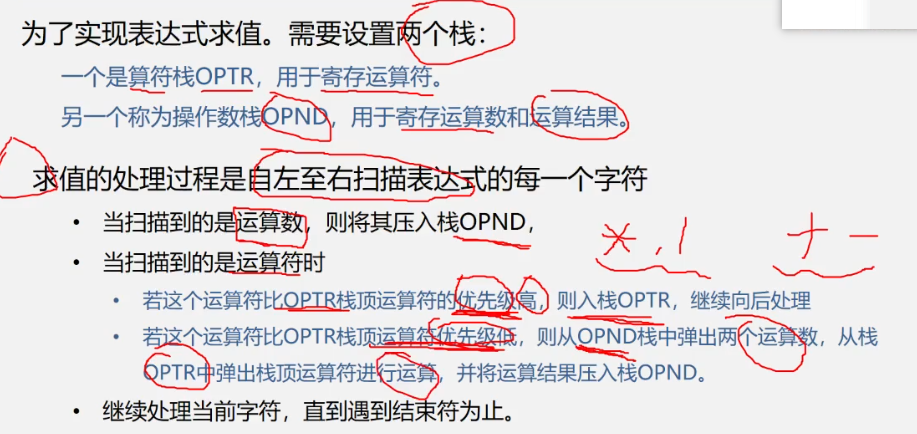 为了实现表达式求值。需要设置两个栈：
一个是算符栈OPTR，用于寄存运算符。
另一个称为操作数栈OPND，用于寄存运算数和运算结果。
求值的处理过程是自左至右扫描表达式的每一个字符
• 当扫描到的是运算数，则将其压入栈OPND，
* , / + －
• 当扫描到的是运算符时
• 若这个运算符比OPTR栈顶运算符的优先级高，则入栈OPTR，继续向后处理
• 若这个运算符比OPTR栈顶运算符优先级低，则从OPND栈中弹出两个运算数，从栈
OPTR中弹出栈顶运算符进行运算，并将运算结果压入栈OPND。
• 继续处理当前字符，直到遇到结束符为止。